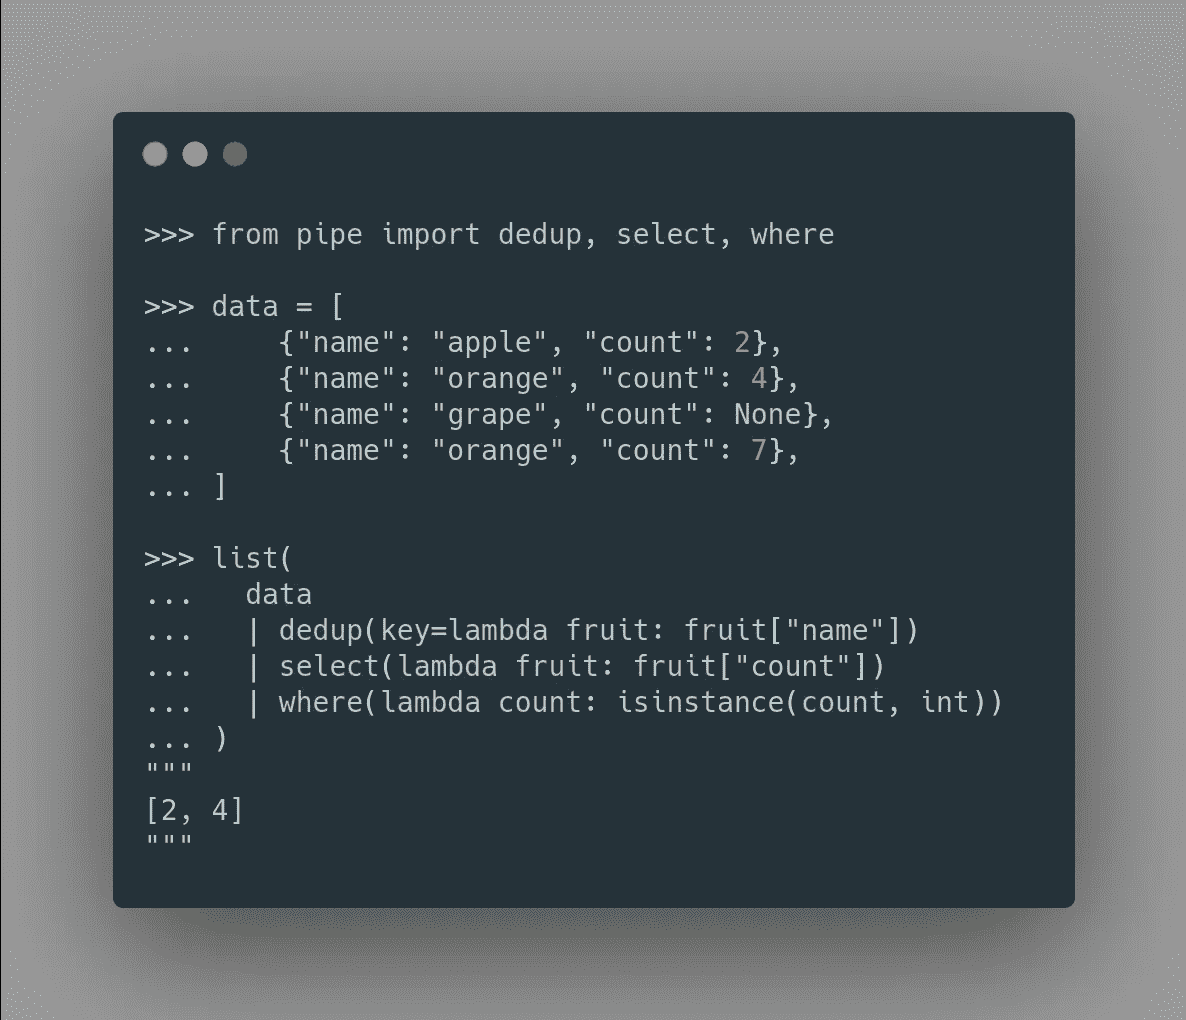 >>> from pipe import dedup, select, where
>>> data = [
...     {"name": "apple", "count": 2},
...     {"name": "orange", "count": 4},
...     {"name": "grape", "count": None},
...     {"name": "orange", "count": 7},
... ]
>>> list(
...   data
...   | dedup(key=lambda fruit: fruit["name"])
...   | select(lambda fruit: fruit["count"])
...   | where(lambda count: isinstance(count, int))
... )
"""
[2, 4]
"""